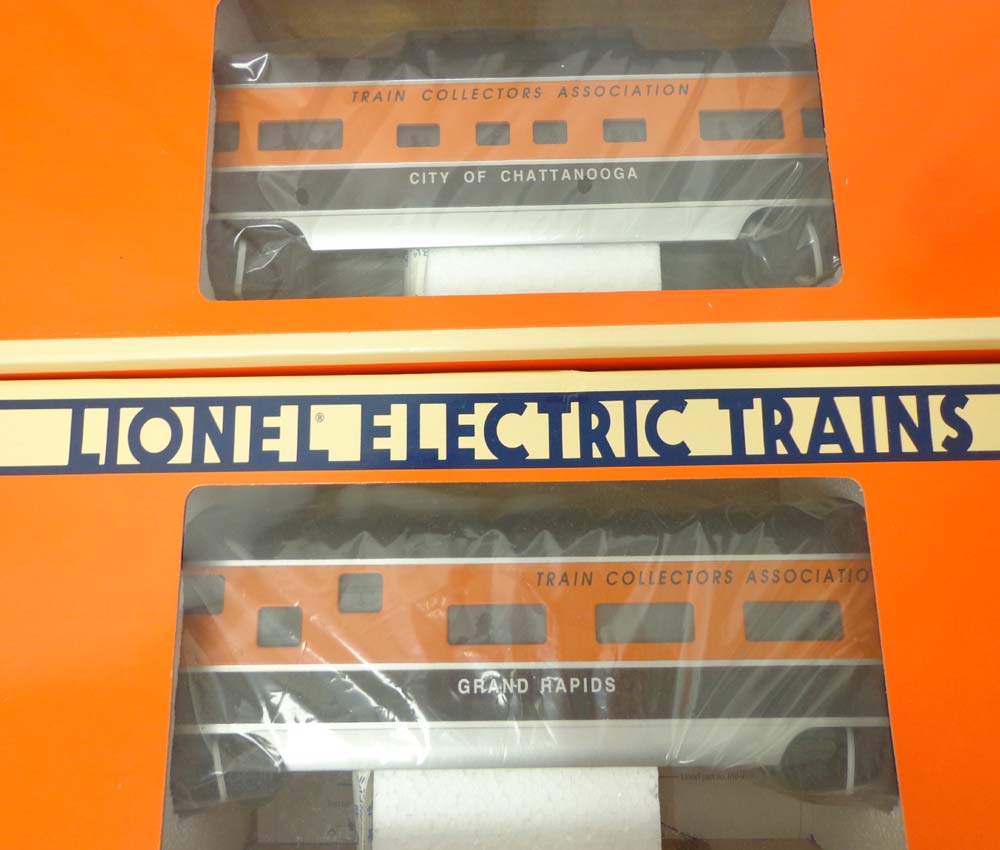 TRAIN COLLECTORS ASSOCIATION
CITY OF CHATTANOOGA
LIONEL® ELECTRIC TRAINS
TRAIN COLLECTORS ASSOCIATIO
GRAND RAPIDS